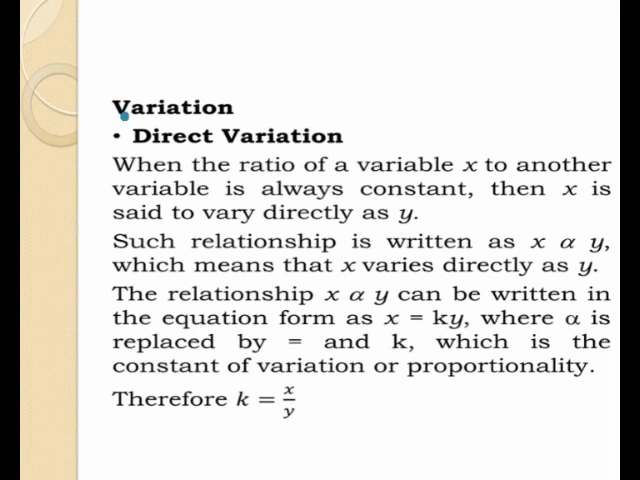 Variation
• Direct Variation
When the ratio of a variable x to another
variable is always constant, then x is
said to vary directly as y.
Such relationship is written as x α y,
which means that x varies directly as y.
The relationship x α y can be written in
the equation form as x = ky, where α is
replaced by = and k, which is the
constant of variation or proportionality.
Therefore k = x/y